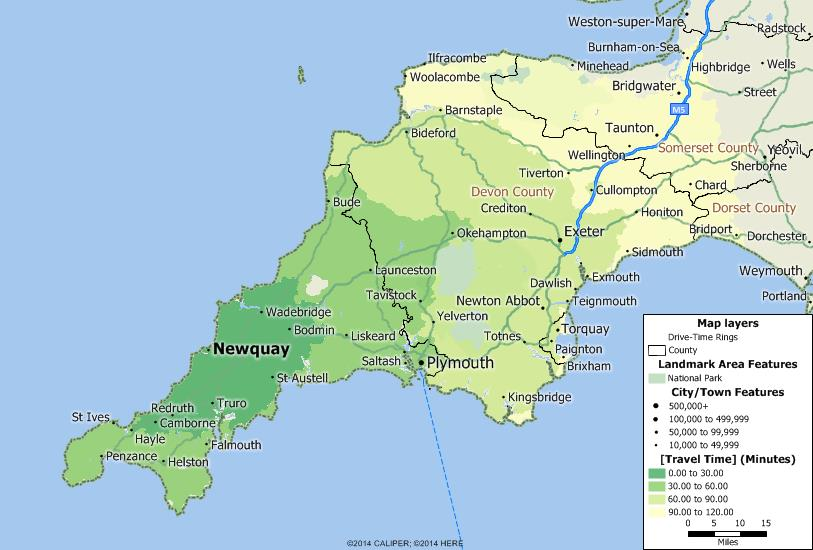 Weston-super-Mare
Radstock
Burnham-on-Sea
Ilfracombe
Minehead
Highbridge
Wells
Woolacombe
Bridgwater
Street
Barnstaple
M5
Bideford
Taunton
Somerset County
Yeovil
Wellington
Sherborne
Tiverton
Chard
Devon County
Cullompton
Bude
Crediton
Honiton
Dorset County
Okehampton
Exeter
Bridport
Dorchester
Sidmouth
Launceston
Exmouth
Weymouth
Dawlish
Tavistock
Newton Abbot
Teignmouth
Portland
Wadebridge
Yelverton
Bodmin
Torquay
Liskeard
Totnes
Newquay
Paignton
Saltash
Plymouth
Brixham
St Austell
Kingsbridge
Redruth
Truro
St Ives
Camborne
Hayle
Falmouth
Penzance
Helston
Map layers
Drive-Time Rings
County
Landmark Area Features
National Park
City/Town Features
500,000+
100,000 to 499,999
50,000 to 99,999
10,000 to 49,999
[Travel Time] (Minutes)
0.00 to 30.00
30.00 to 60.00
60.00 to 90.00
90.00 to 120.00
0 5 10 15
Miles
©2014 CALIPER; ©2014 HERE